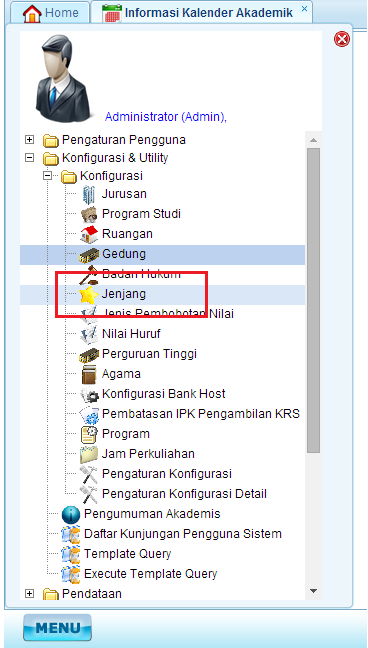 Home
Informasi Kalender Akademik
Administrator (Admin),
Pengaturan Pengguna
Konfigurasi & Utility
Konfigurasi
Jurusan
Program Studi
Ruangan
Gedung
Badan Hukum
Jenjang
Jenis Pembobotan Nilai
Nilai Huruf
Perguruan Tinggi
Agama
Konfigurasi Bank Host
Pembatasan IPK Pengambilan KRS
Program
Jam Perkuliahan
Pengaturan Konfigurasi
Pengaturan Konfigurasi Detail
Pengumuman Akademis
Daftar Kunjungan Pengguna Sistem
Template Query
Execute Template Query
Pendataan
MENU